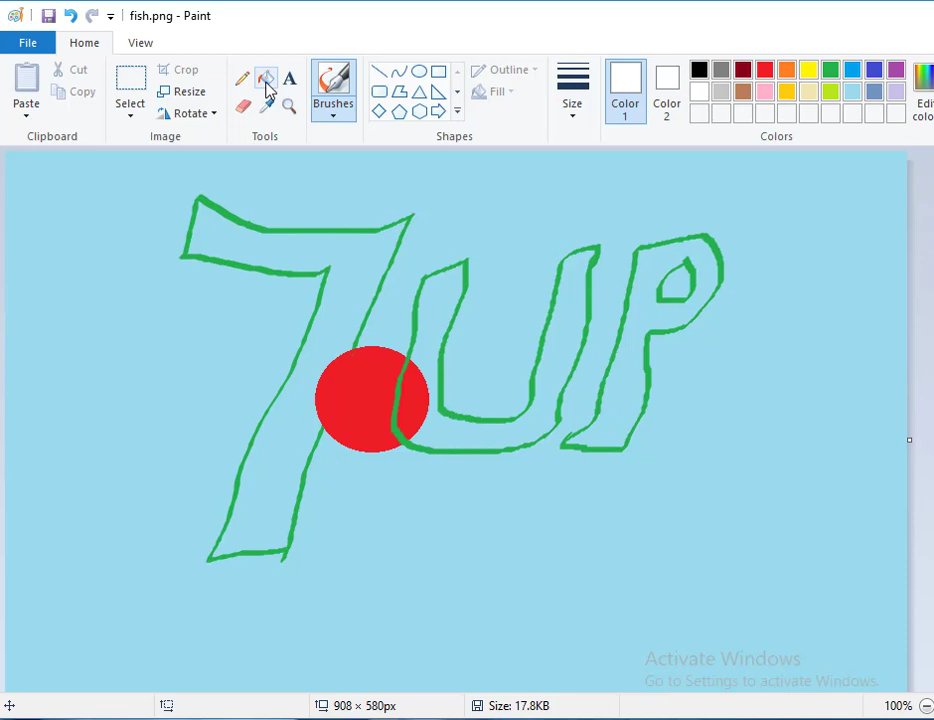 fish.png - Paint
File Home View
Paste
Cut
Copy
Clipboard
Select
Crop
Resize
Rotate
Image
A
Tools
Brushes
Outline
Fill
Shapes
Size
Color 1
Color 2
Colors
7UP
Activate Windows
Go to Settings to activate Windows.
908 × 580px
Size: 17.8KB
100%